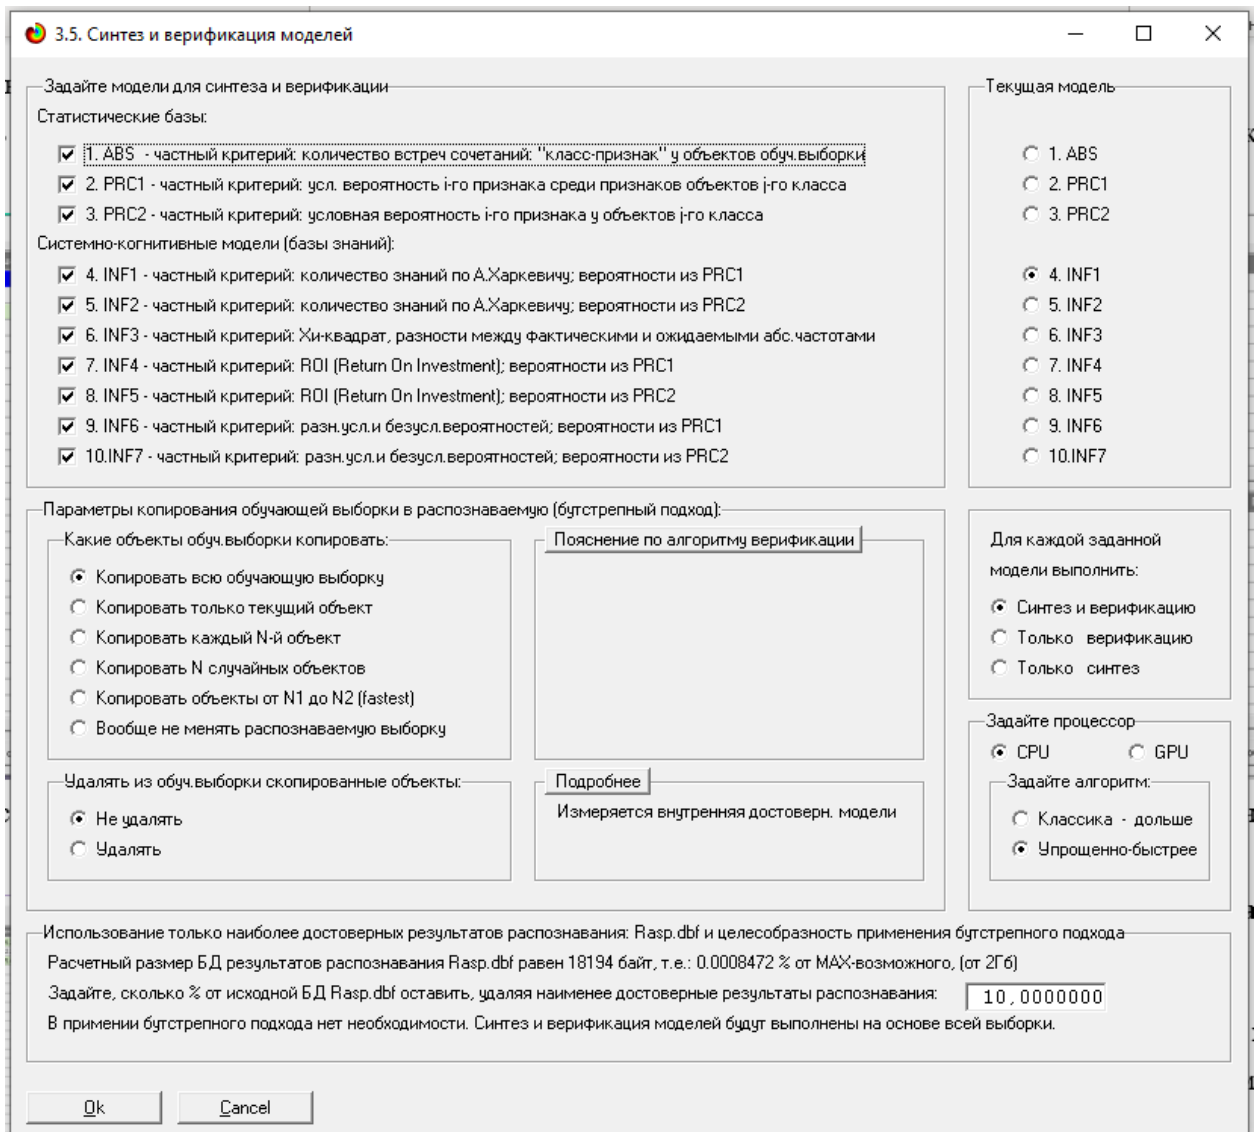 3.5. Синтез и верификация моделей
Задайте модели для синтеза и верификации
Статистические базы:
1. ABS - частный критерий: количество встреч сочетаний: "класс-признак" у объектов обуч.выборки
2. PRC1 - частный критерий: усл. вероятность i-го признака среди признаков объектов j-го класса
3. PRC2 - частный критерий: условная вероятность i-го признака у объектов j-го класса
Системно-когнитивные модели (базы знаний):
4. INF1 - частный критерий: количество знаний по А.Харкевичу; вероятности из PRC1
5. INF2 - частный критерий: количество знаний по А.Харкевичу; вероятности из PRC2
6. INF3 - частный критерий: Хи-квадрат, разности между фактическими и ожидаемыми абс.частотами
7. INF4 - частный критерий: ROI (Return On Investment); вероятности из PRC1
8. INF5 - частный критерий: ROI (Return On Investment); вероятности из PRC2
9. INF6 - частный критерий: разн.усл.и безусл.вероятностей; вероятности из PRC1
10.INF7 - частный критерий: разн.усл.и безусл.вероятностей; вероятности из PRC2
Текущая модель
1. ABS
2. PRC1
3. PRC2
4. INF1
5. INF2
6. INF3
7. INF4
8. INF5
9. INF6
10.INF7
Параметры копирования обучающей выборки в распознаваемую (бутстрепный подход):
Какие объекты обуч.выборки копировать:
Копировать всю обучающую выборку
Копировать только текущий объект
Копировать каждый N-й объект
Копировать N случайных объектов
Копировать объекты от N1 до N2 (fastest)
Вообще не менять распознаваемую выборку
Пояснение по алгоритму верификации
Удалять из обуч.выборки скопированные объекты:
Не удалять
Удалять
Подробнее
Измеряется внутренняя достоверн. модели
Для каждой заданной
модели выполнить:
Синтез и верификацию
Только верификацию
Только синтез
Задайте процессор
CPU
GPU
Задайте алгоритм:
Классика - дольше
Упрощенно-быстрее
Использование только наиболее достоверных результатов распознавания: Rasp.dbf и целесобразность применения бутстрепного подхода
Расчетный размер БД результатов распознавания Rasp.dbf равен 18194 байт, т.е.: 0.0008472 % от MAX-возможного, (от 2Гб)
Задайте, сколько % от исходной БД Rasp.dbf оставить, удаляя наименее достоверные результаты распознавания:
10,0000000
В примении бутстрепного подхода нет необходимости. Синтез и верификация моделей будут выполнены на основе всей выборки.
Ok
Cancel